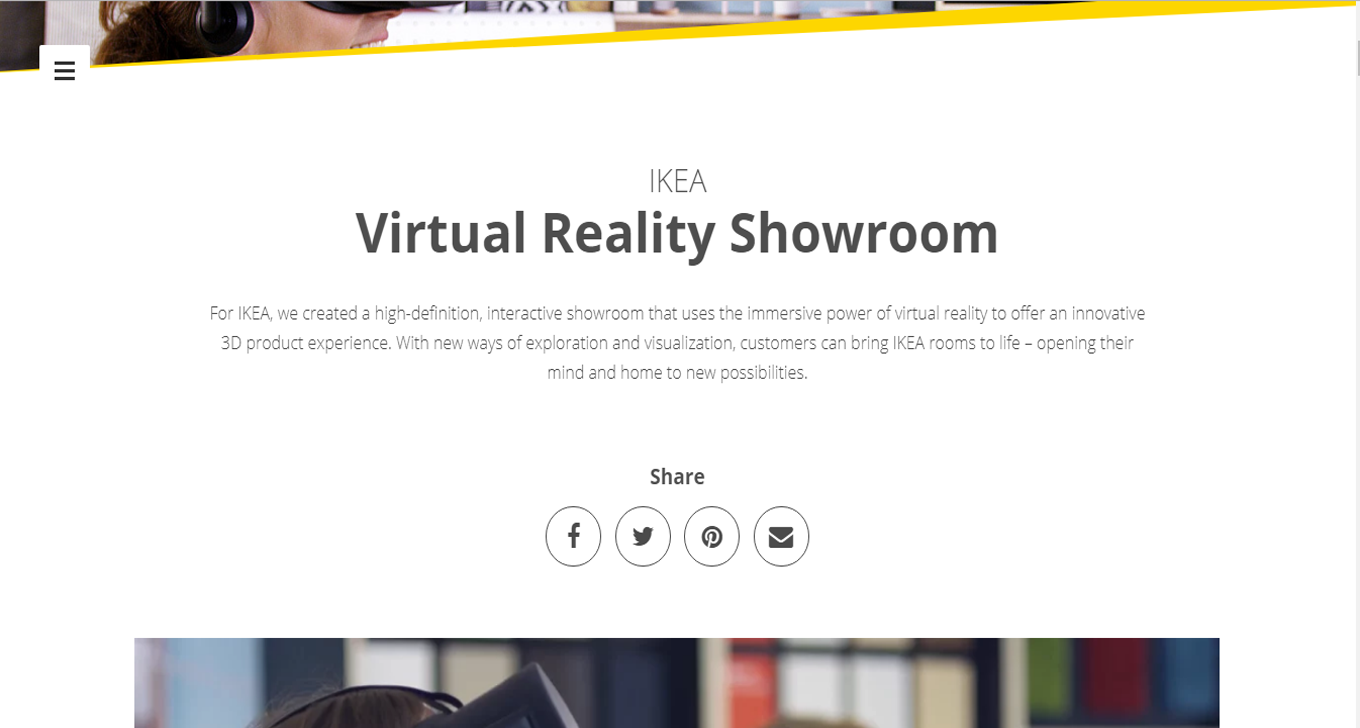 IKEA
Virtual Reality Showroom
For IKEA, we created a high-definition, interactive showroom that uses the immersive power of virtual reality to offer an innovative
3D product experience. With new ways of exploration and visualization, customers can bring IKEA rooms to life – opening their
mind and home to new possibilities.
Share